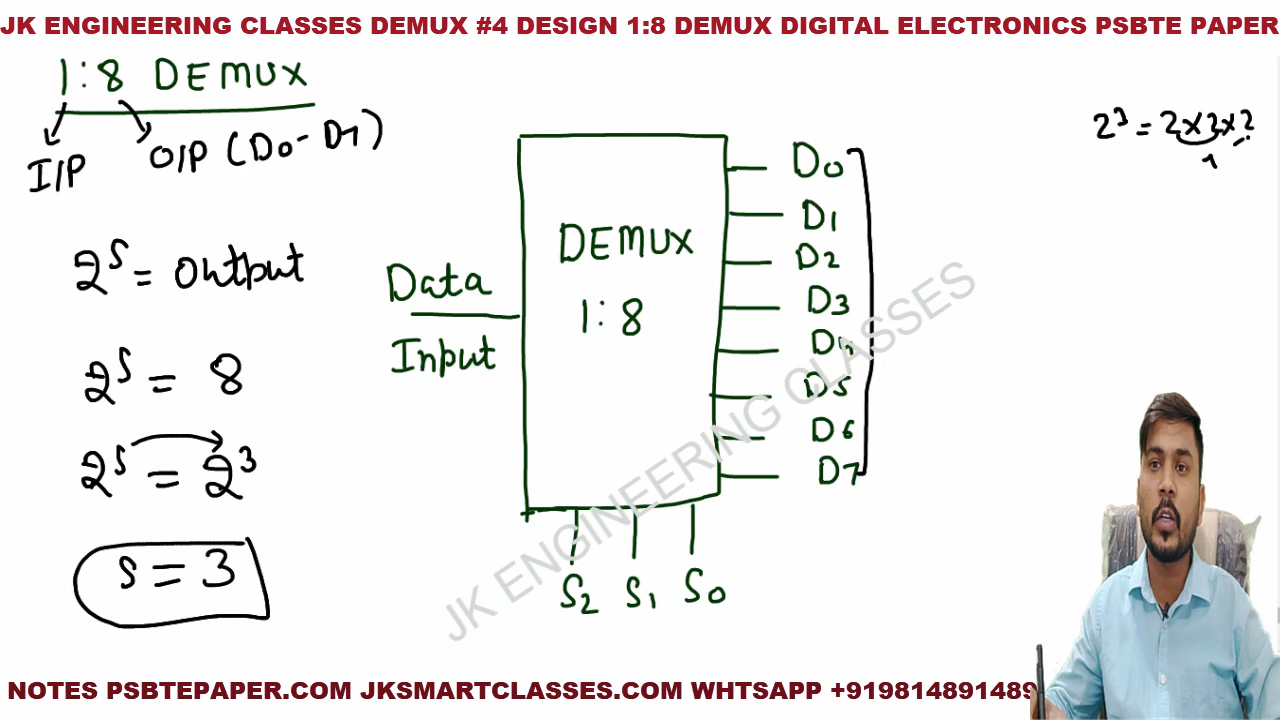 JK ENGINEERING CLASSES DEMUX #4 DESIGN 1:8 DEMUX DIGITAL ELECTRONICS PSBTE PAPER
1:8 DEMUX
I/P O/P (D0-D7)
2^S = output
2^S = 8
2^S = 2^3
S = 3
Data
Input
DEMUX
1:8
D0
D1
D2
D3
D4
D5
D6
D7
S2 S1 S0
2^3 = 2×2×2
JK ENGINEERING CLASSES
NOTES PSBTEPAPER.COM JKSMARTCLASSES.COM WHTSAPP +919814891489